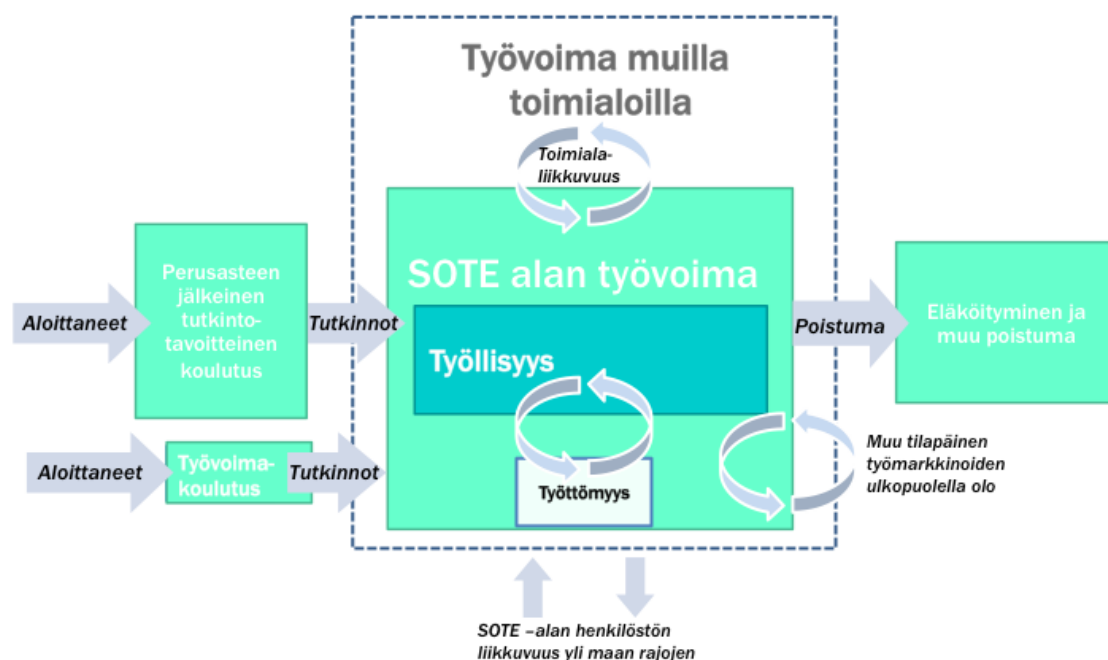 Työvoima muilla
toimialoilla
Toimiala-
liikkuvuus
SOTE alan työvoima
Aloittaneet
Perusasteen
jälkeinen
tutkinto-
tavoitteinen
koulutus
Tutkinnot
Työllisyys
Poistuma
Eläköityminen ja
muu poistuma
Aloittaneet
Työvoima-
koulutus
Tutkinnot
Työttömyys
Muu tilapäinen
työmarkkinoiden
ulkopuolella olo
SOTE –alan henkilöstön
liikkuvuus yli maan rajojen